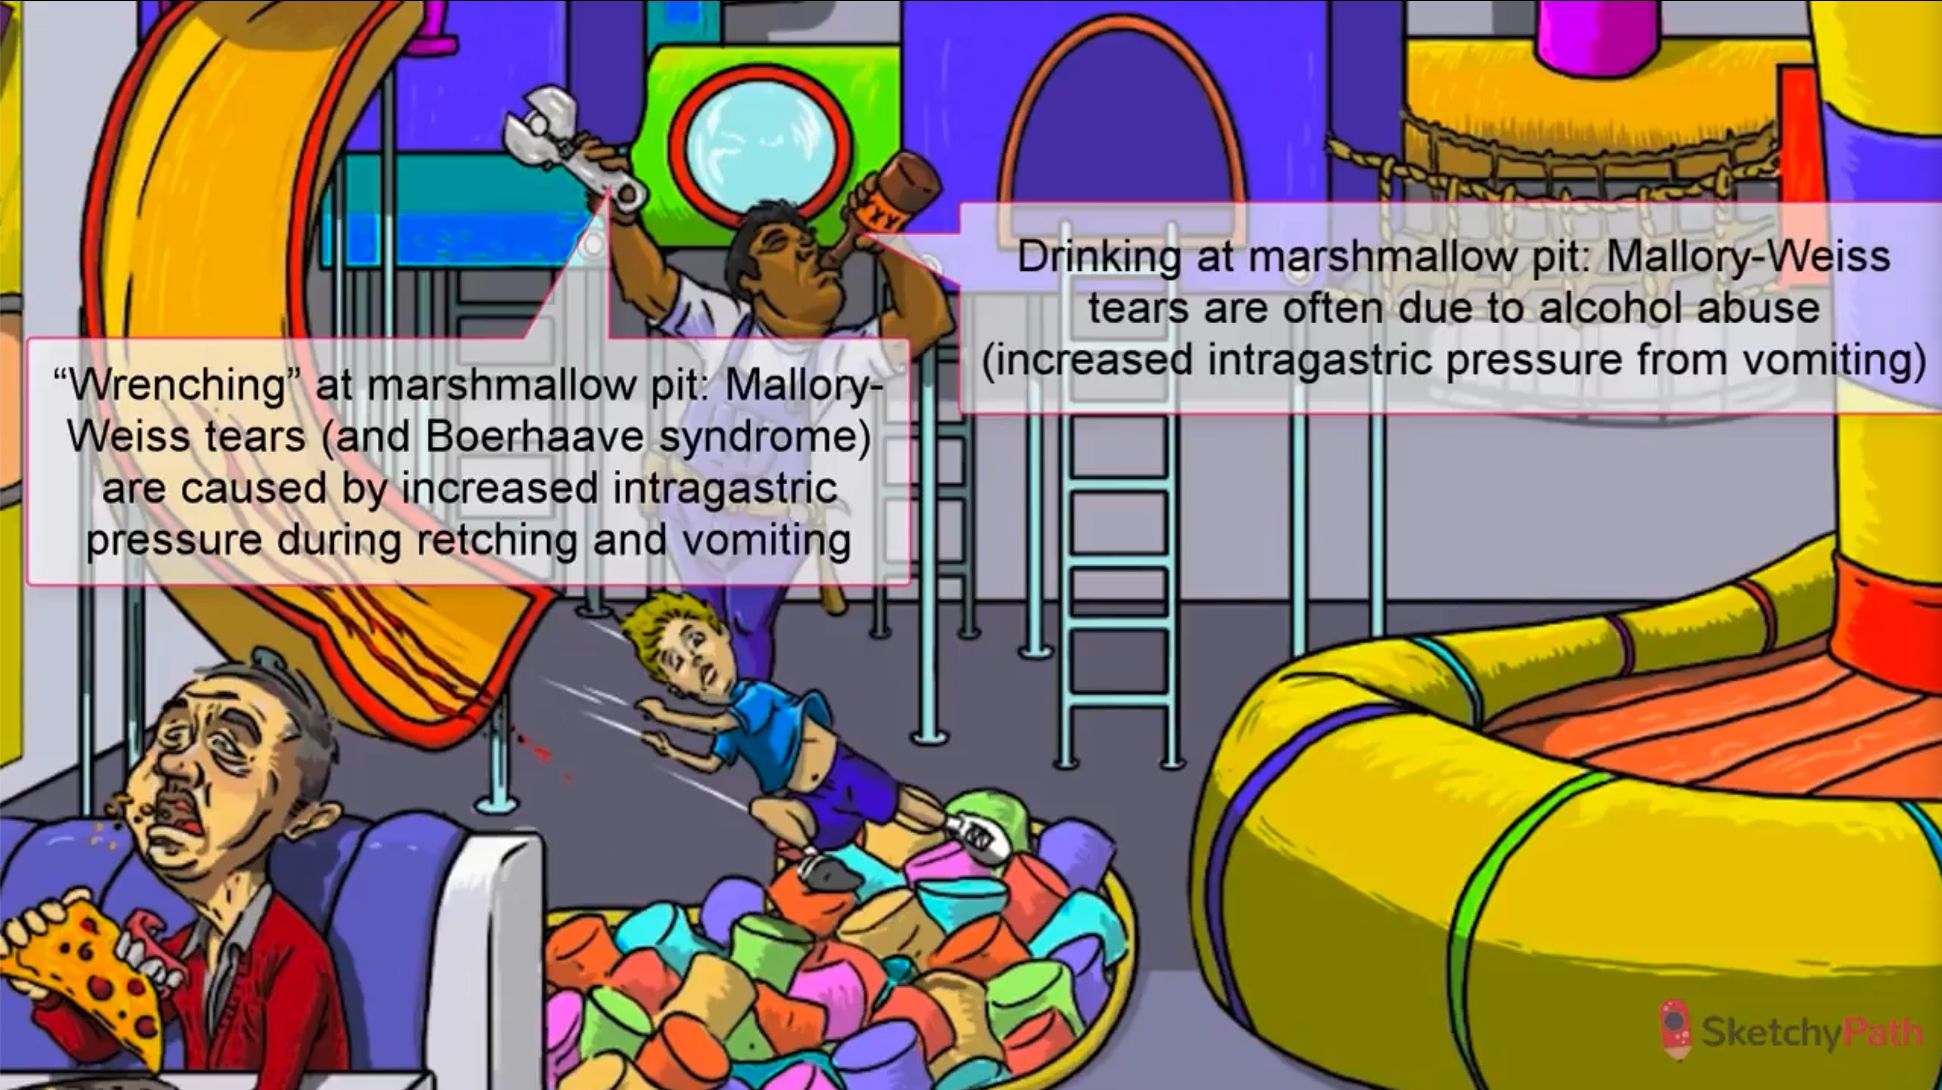 XYY
Drinking at marshmallow pit: Mallory-Weiss
tears are often due to alcohol abuse
(increased intragastric pressure from vomiting)
“Wrenching” at marshmallow pit: Mallory-
Weiss tears (and Boerhaave syndrome)
are caused by increased intragastric
pressure during retching and vomiting
SketchyPath